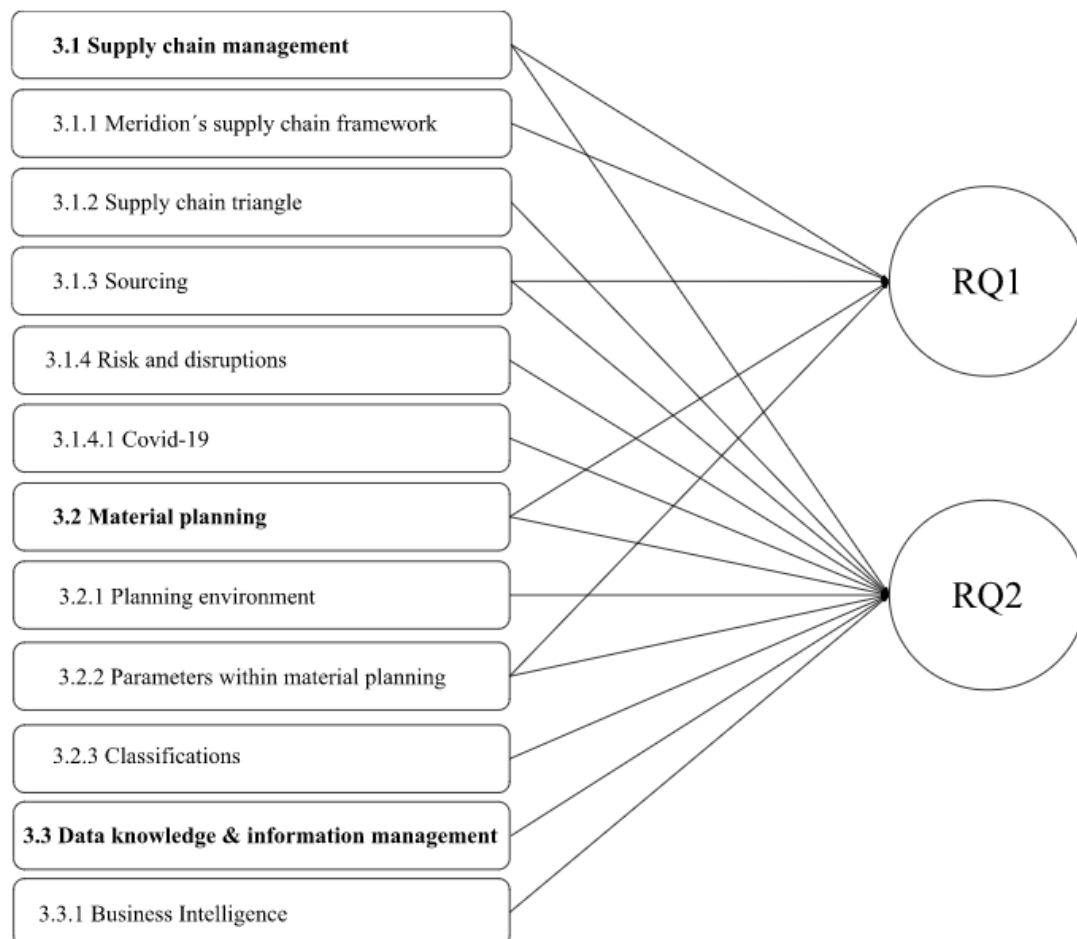 3.1 Supply chain management
3.1.1 Meridion´s supply chain framework
3.1.2 Supply chain triangle
3.1.3 Sourcing
3.1.4 Risk and disruptions
3.1.4.1 Covid-19
3.2 Material planning
3.2.1 Planning environment
3.2.2 Parameters within material planning
3.2.3 Classifications
3.3 Data knowledge & information management
3.3.1 Business Intelligence
RQ1
RQ2